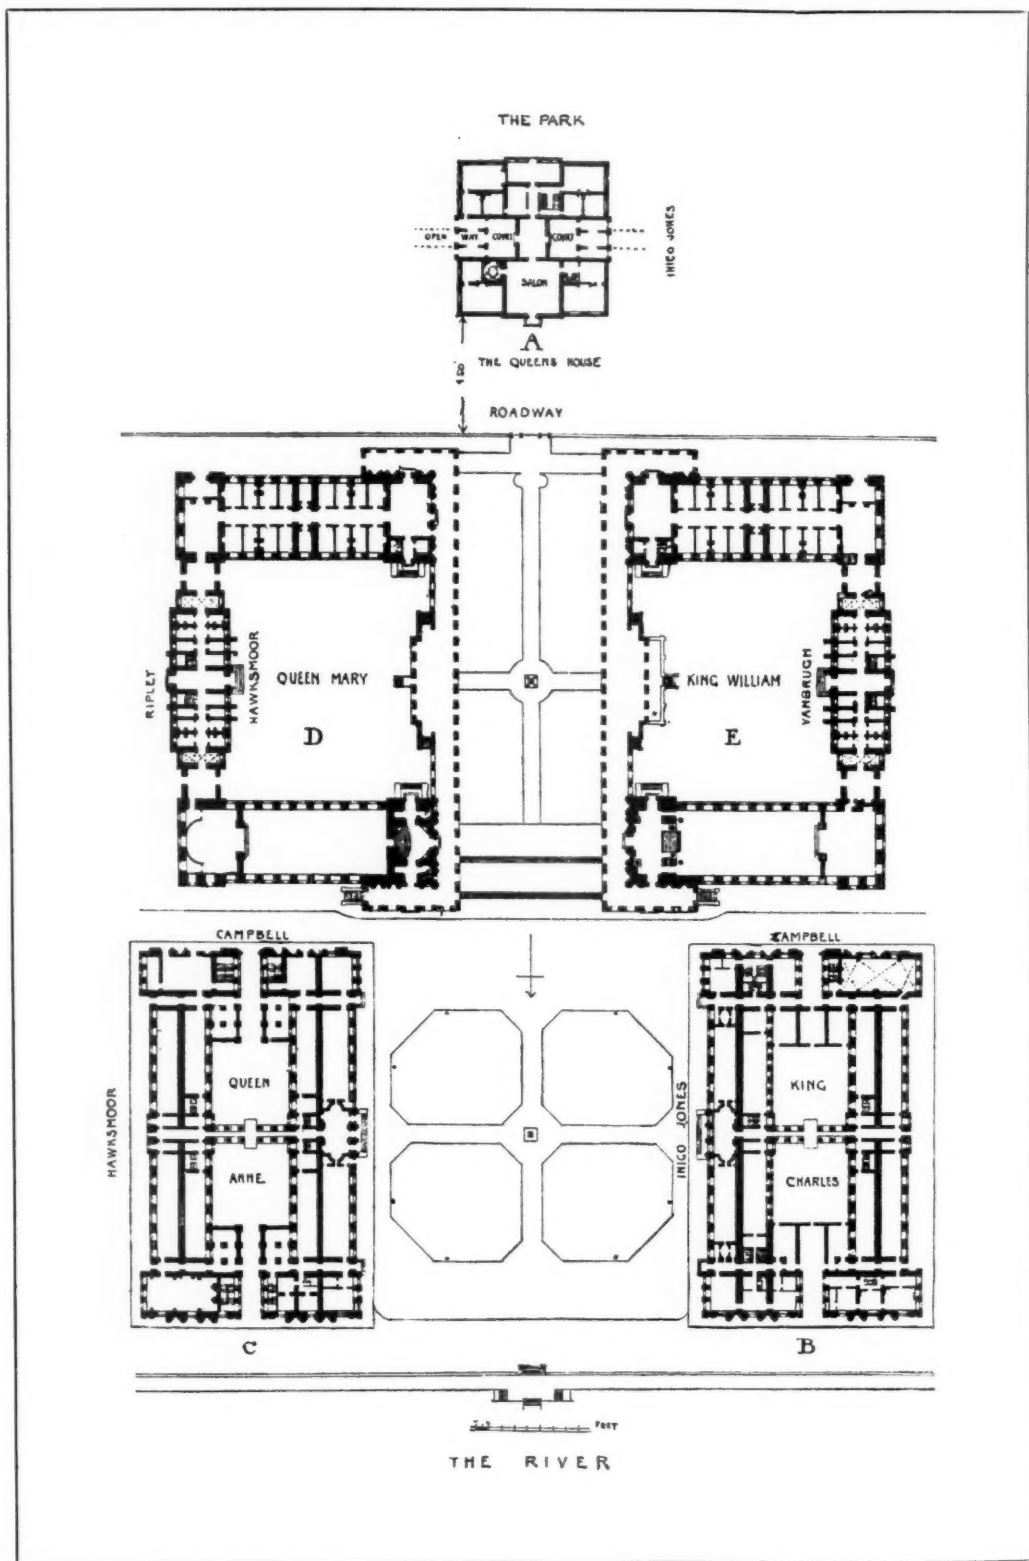 THE PARK
OPEN WAY COURT COURT
INIGO JONES
SALON
A
THE QUEENS HOUSE
ROADWAY
QUEEN MARY
KING WILLIAM
RIPLEY
HAWKSMOOR
VANBRUGH
D
E
CAMPBELL
CAMPBELL
HAWKSMOOR
QUEEN
ANNE
INIGO JONES
KING
CHARLES
C
B
FEET
THE RIVER